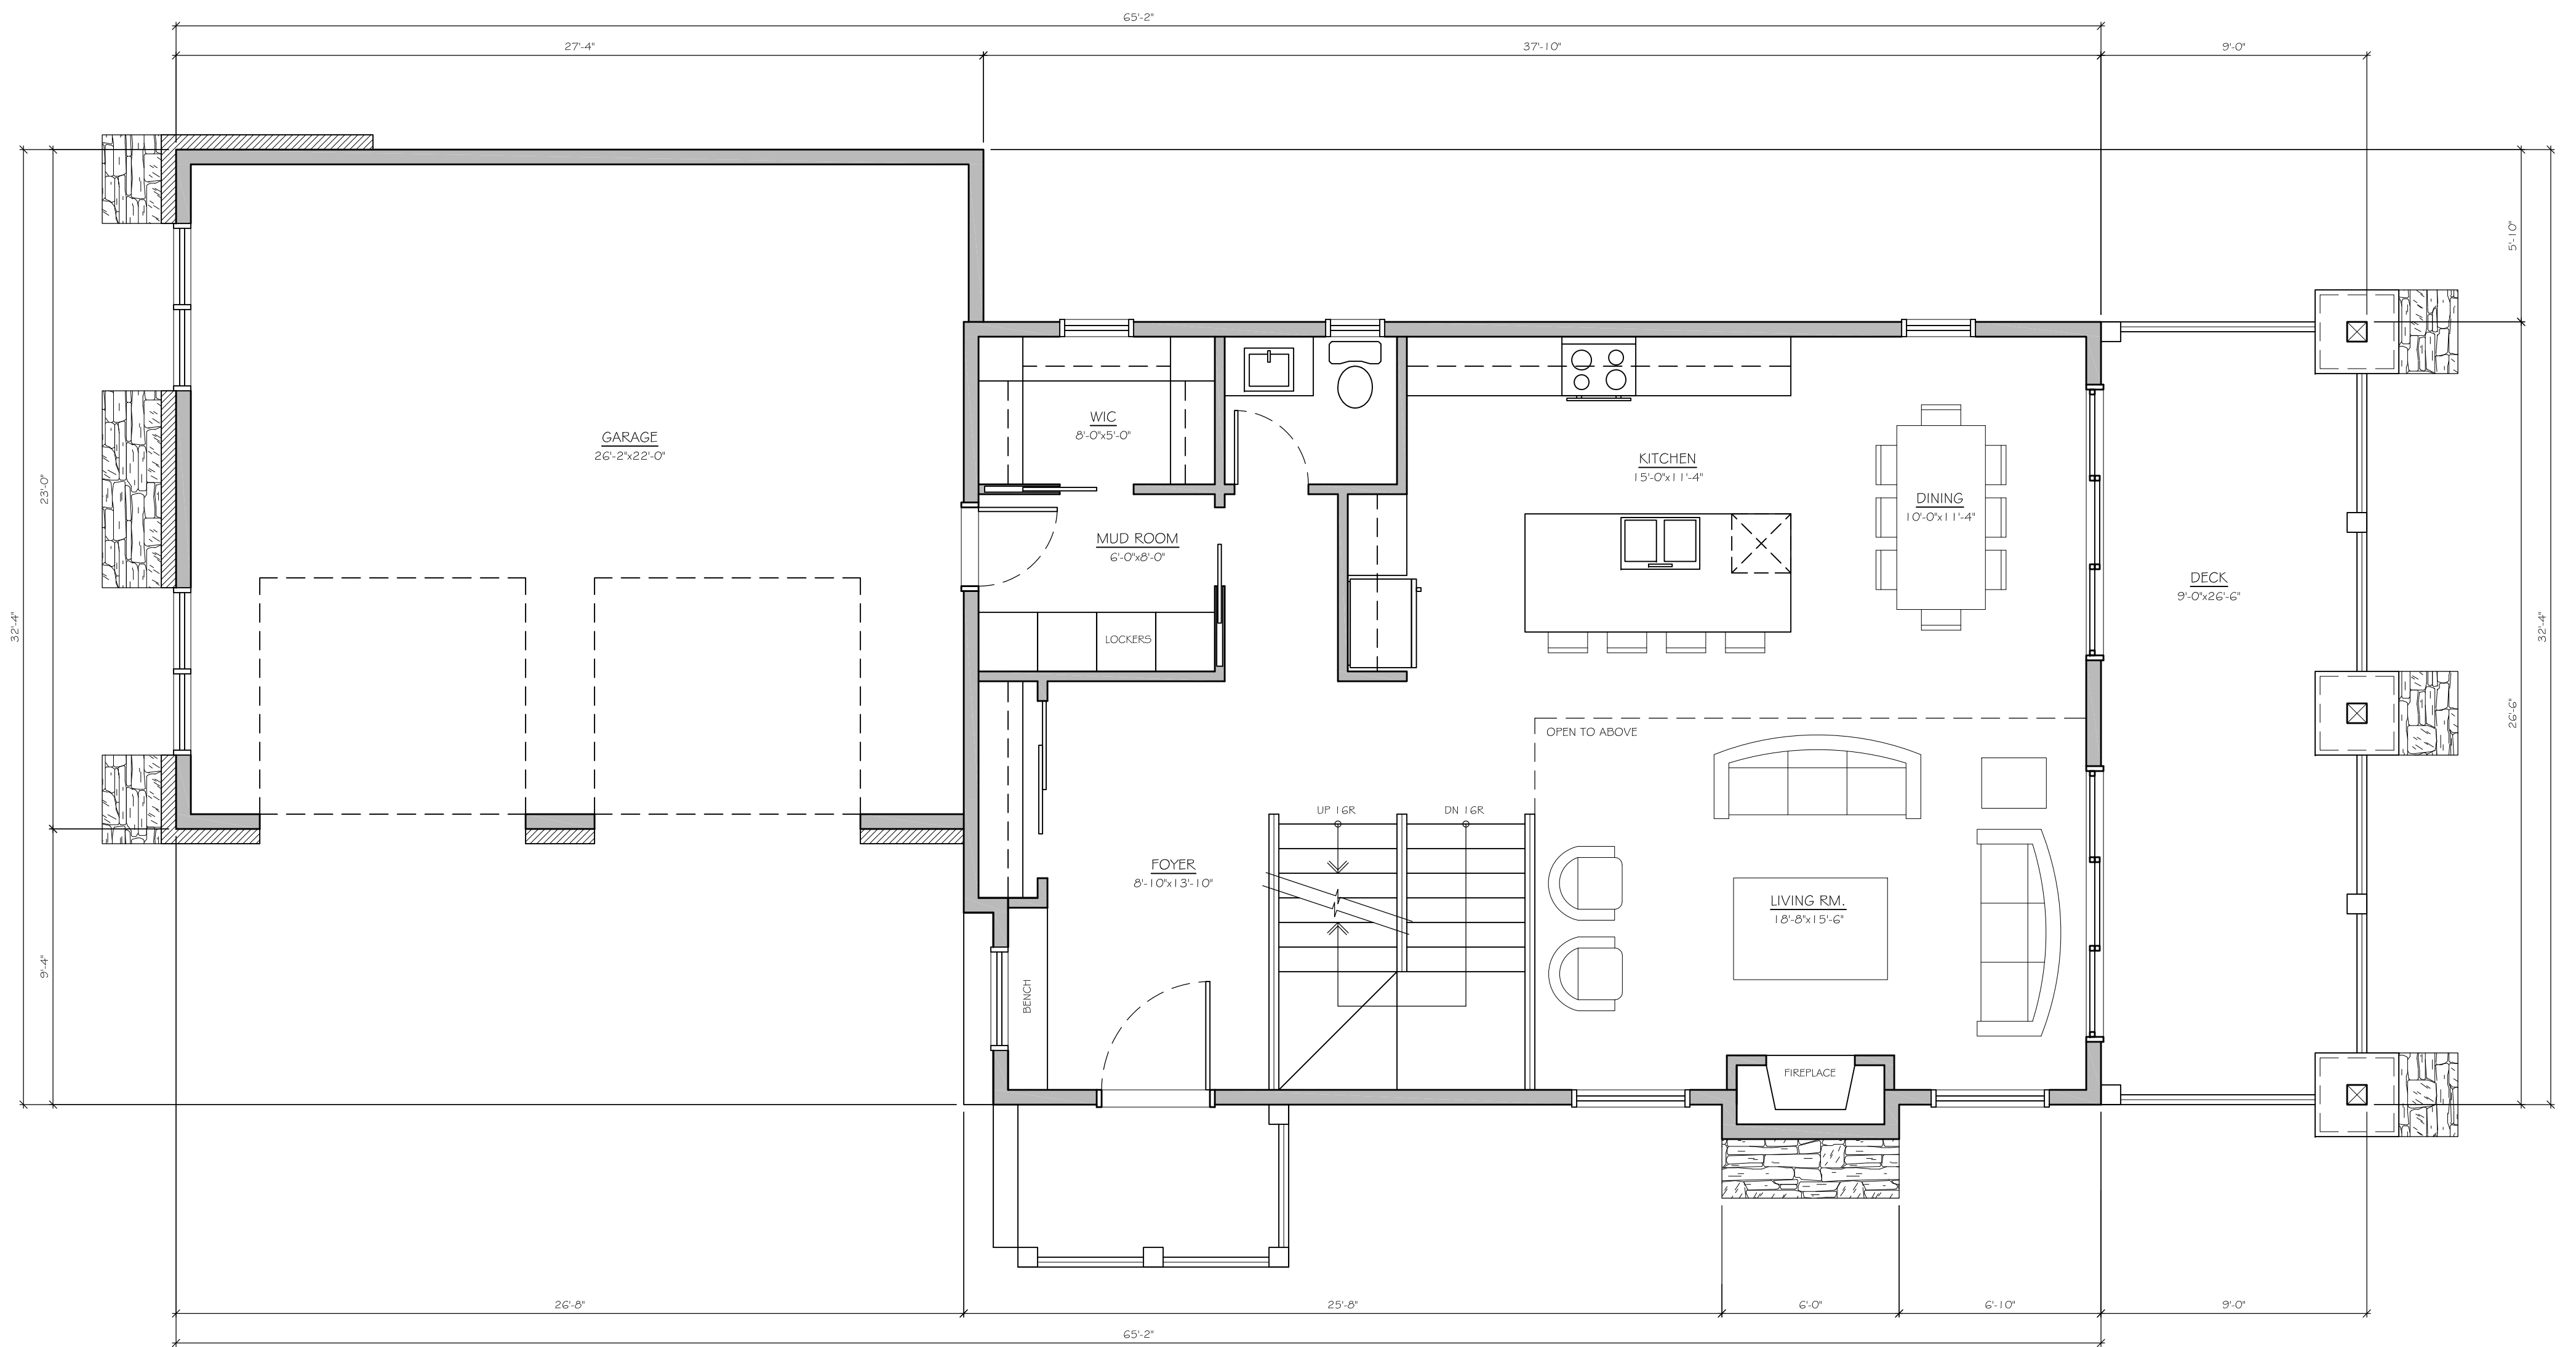 65'-2"
27'-4"
37'-10"
9'-0"
5'-10"
GARAGE
26'-2"x22'-0"
WIC
8'-0"x5'-0"
KITCHEN
15'-0"x11'-4"
DINING
10'-0"x11'-4"
23'-0"
MUD ROOM
6'-0"x8'-0"
DECK
9'-0"x26'-6"
32'-4"
32'-4"
LOCKERS
26'-6"
OPEN TO ABOVE
UP 16R
DN 16R
FOYER
8'-10"x13'-10"
LIVING RM.
18'-8"x15'-6"
9'-4"
BENCH
FIREPLACE
26'-8"
25'-8"
6'-0"
6'-10"
9'-0"
65'-2"